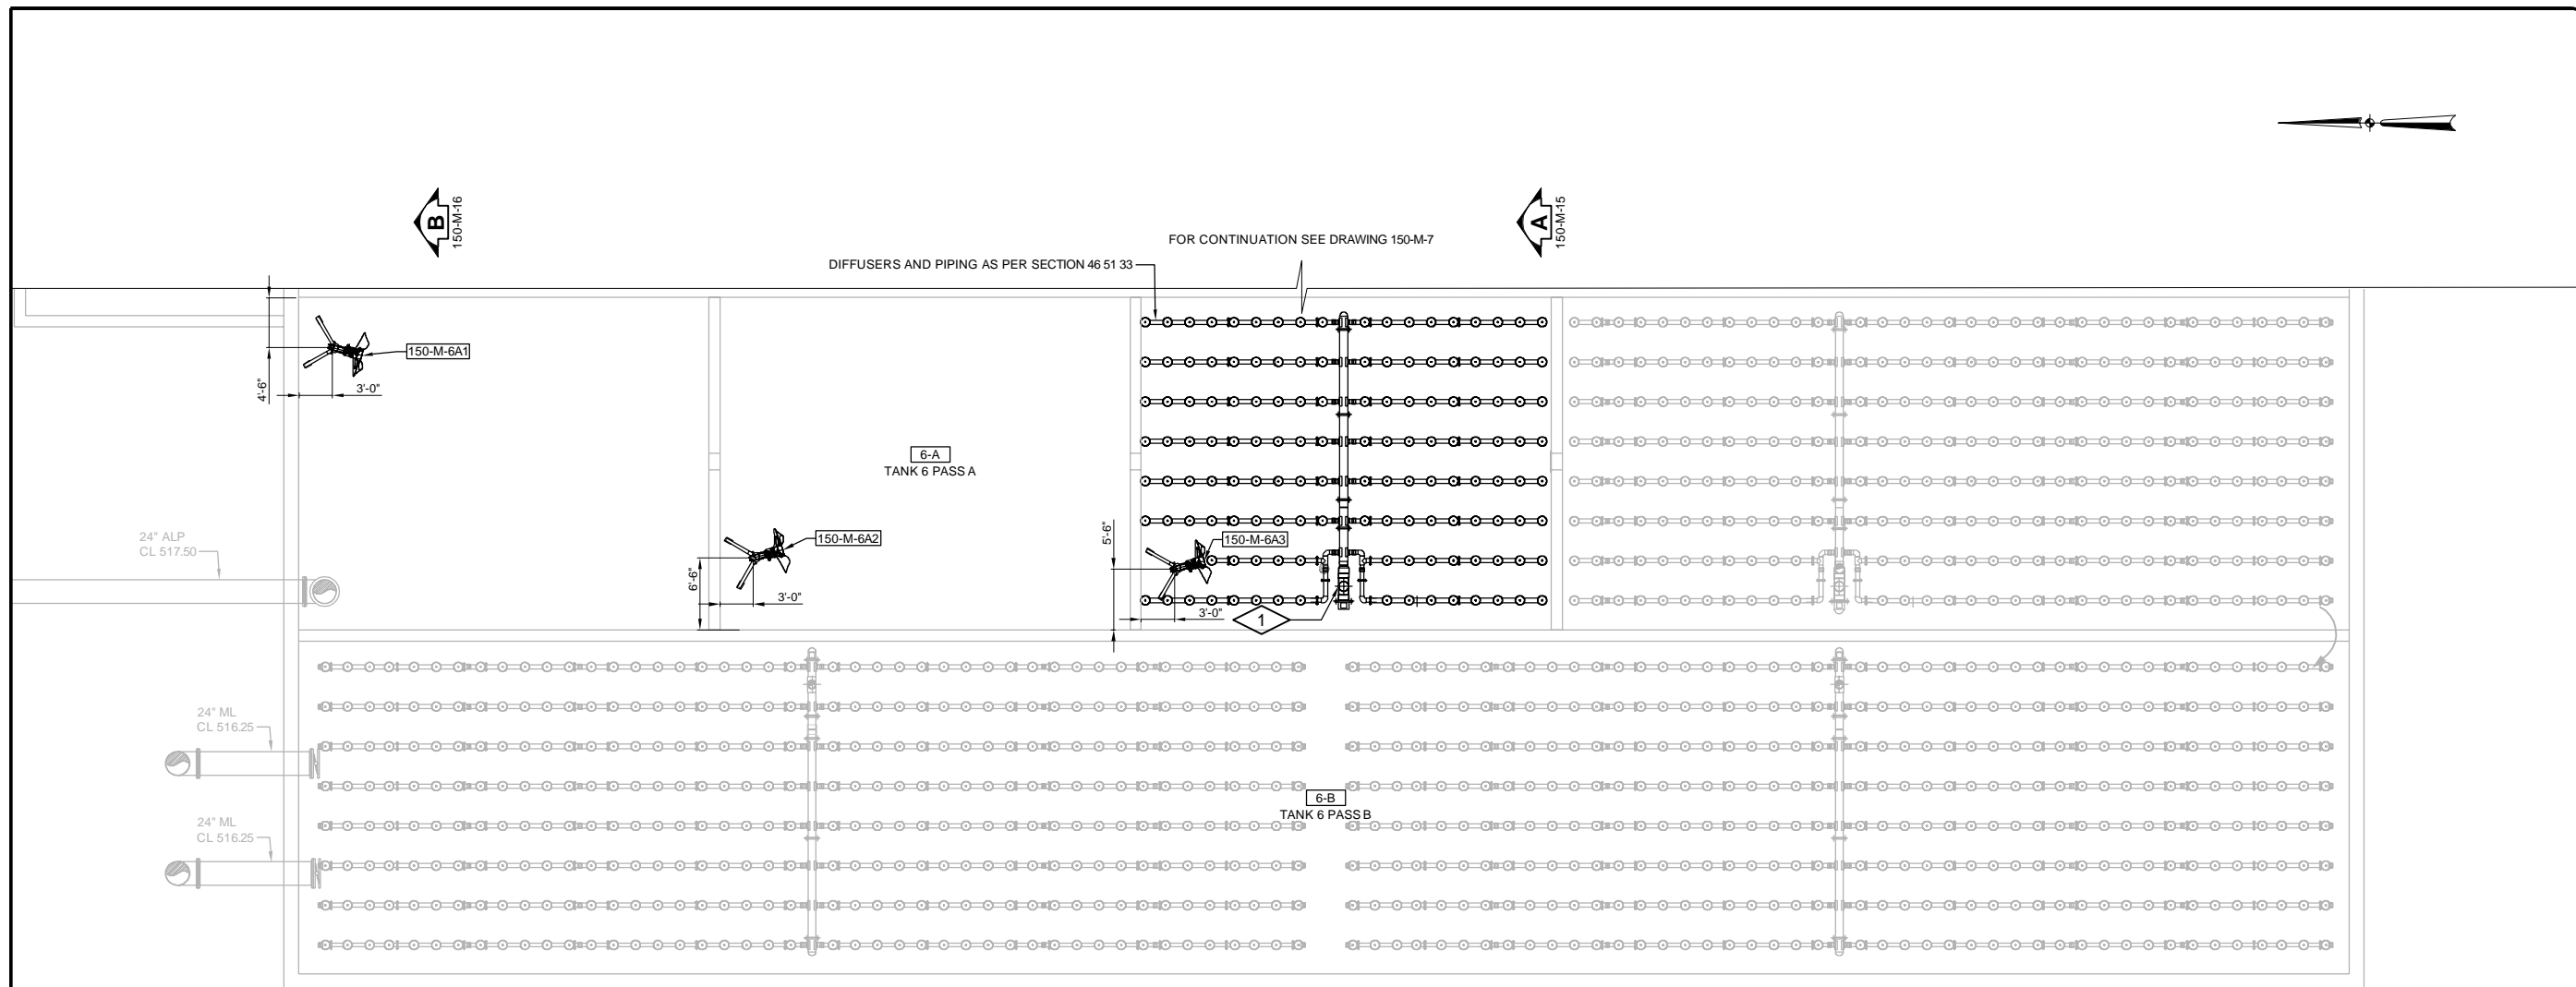 B
150-M-16
A
150-M-15
FOR CONTINUATION SEE DRAWING 150-M-7
DIFFUSERS AND PIPING AS PER SECTION 46 51 33
150-M-6A1
4'-6"
3'-0"
6-A
TANK 6 PASS A
24" ALP
CL 517.50
150-M-6A2
6'-6"
3'-0"
5'-6"
150-M-6A3
3'-0"
1
24" ML
CL 516.25
6-B
TANK 6 PASS B
24" ML
CL 516.25